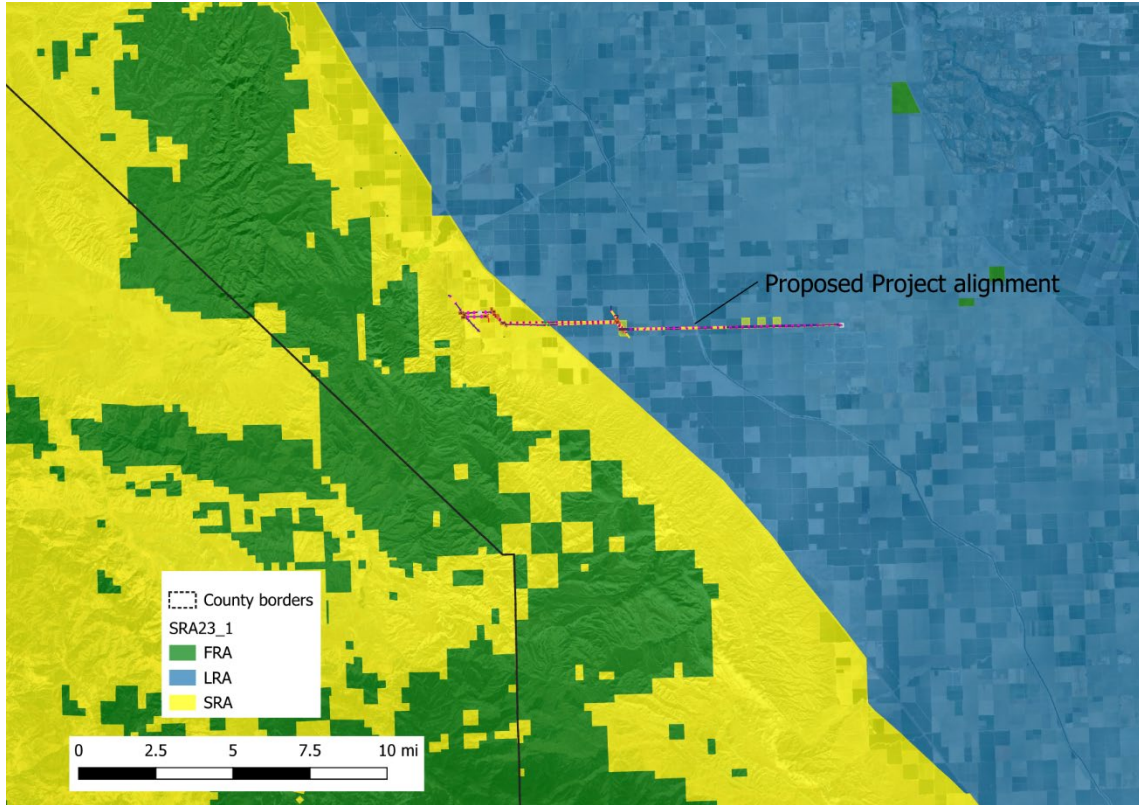 Proposed Project alignment
County borders
SRA23_1
FRA
LRA
SRA
0 2.5 5 7.5 10 mi